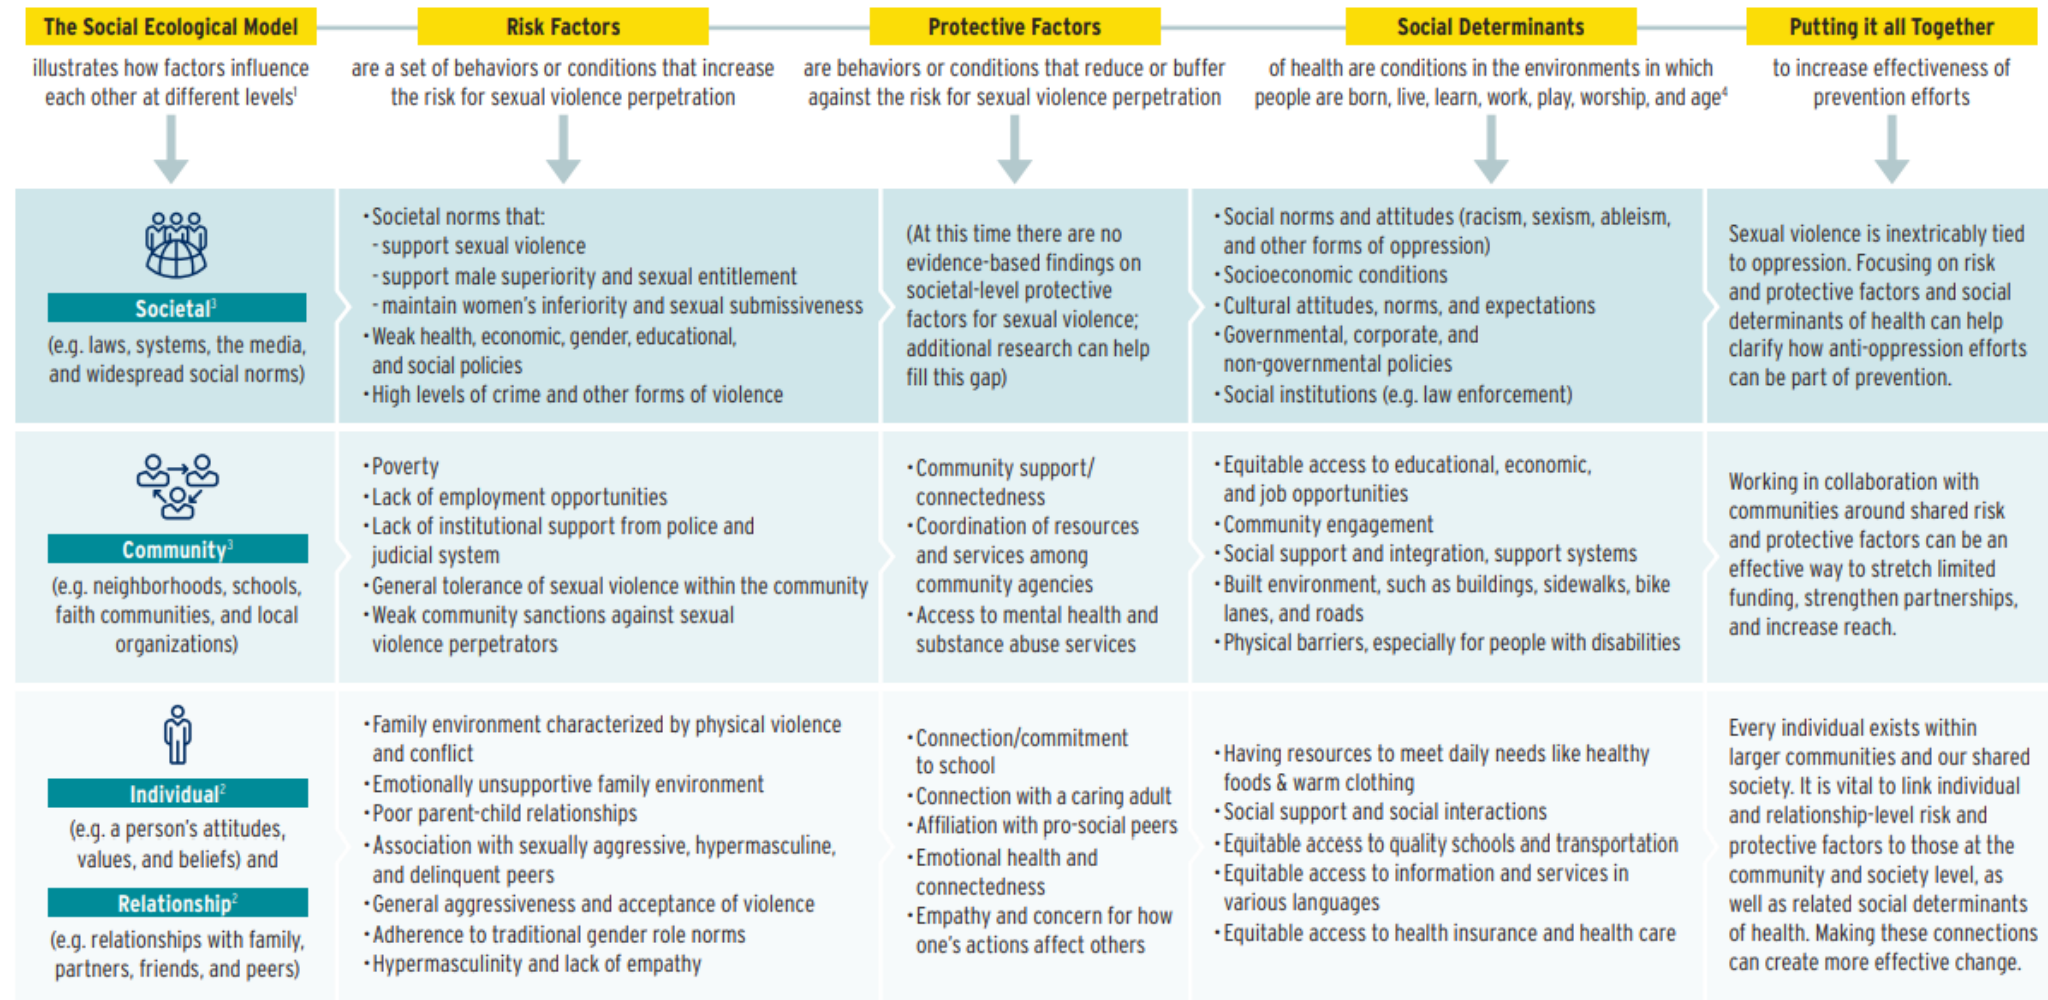 The Social Ecological Model
illustrates how factors influence
each other at different levels¹
Risk Factors
are a set of behaviors or conditions that increase
the risk for sexual violence perpetration
Protective Factors
are behaviors or conditions that reduce or buffer
against the risk for sexual violence perpetration
Social Determinants
of health are conditions in the environments in which
people are born, live, learn, work, play, worship, and age⁴
Putting it all Together
to increase effectiveness of
prevention efforts
Societal³
(e.g. laws, systems, the media,
and widespread social norms)
• Societal norms that:
- support sexual violence
- support male superiority and sexual entitlement
- maintain women's inferiority and sexual submissiveness
• Weak health, economic, gender, educational,
and social policies
• High levels of crime and other forms of violence
(At this time there are no
evidence-based findings on
societal-level protective
factors for sexual violence;
additional research can help
fill this gap)
• Social norms and attitudes (racism, sexism, ableism,
and other forms of oppression)
• Socioeconomic conditions
• Cultural attitudes, norms, and expectations
• Governmental, corporate, and
non-governmental policies
• Social institutions (e.g. law enforcement)
Sexual violence is inextricably tied
to oppression. Focusing on risk
and protective factors and social
determinants of health can help
clarify how anti-oppression efforts
can be part of prevention.
Community³
(e.g. neighborhoods, schools,
faith communities, and local
organizations)
• Poverty
• Lack of employment opportunities
• Lack of institutional support from police and
judicial system
• General tolerance of sexual violence within the community
• Weak community sanctions against sexual
violence perpetrators
• Community support/
connectedness
• Coordination of resources
and services among
community agencies
• Access to mental health and
substance abuse services
• Equitable access to educational, economic,
and job opportunities
• Community engagement
• Social support and integration, support systems
• Built environment, such as buildings, sidewalks, bike
lanes, and roads
• Physical barriers, especially for people with disabilities
Working in collaboration with
communities around shared risk
and protective factors can be an
effective way to stretch limited
funding, strengthen partnerships,
and increase reach.
Individual²
(e.g. a person's attitudes,
values, and beliefs) and
Relationship²
(e.g. relationships with family,
partners, friends, and peers)
• Family environment characterized by physical violence
and conflict
• Emotionally unsupportive family environment
• Poor parent-child relationships
• Association with sexually aggressive, hypermasculine,
and delinquent peers
• General aggressiveness and acceptance of violence
• Adherence to traditional gender role norms
• Hypermasculinity and lack of empathy
• Connection/commitment
to school
• Connection with a caring adult
• Affiliation with pro-social peers
• Emotional health and
connectedness
• Empathy and concern for how
one's actions affect others
• Having resources to meet daily needs like healthy
foods & warm clothing
• Social support and social interactions
• Equitable access to quality schools and transportation
• Equitable access to information and services in
various languages
• Equitable access to health insurance and health care
Every individual exists within
larger communities and our shared
society. It is vital to link individual
and relationship-level risk and
protective factors to those at the
community and society level, as
well as related social determinants
of health. Making these connections
can create more effective change.